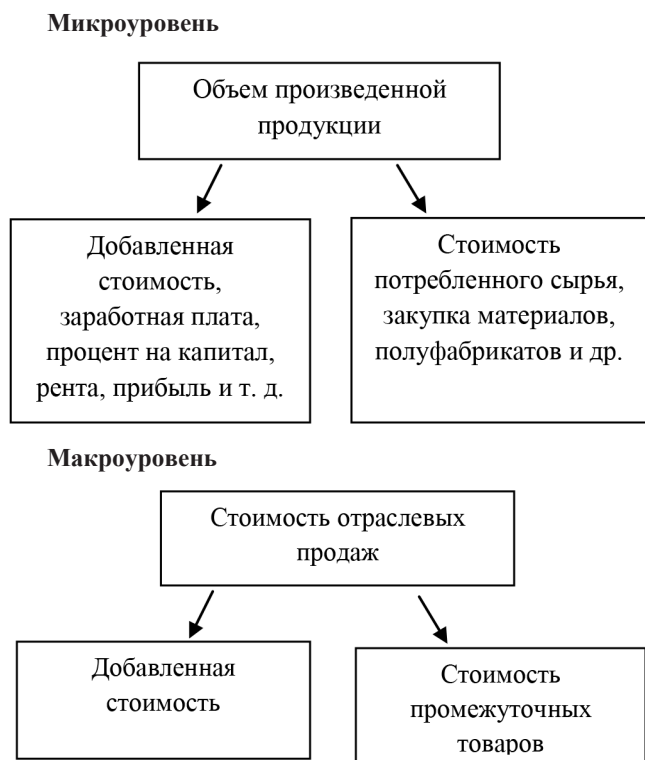 Микроуровень
Объем произведенной
продукции
Добавленная
стоимость,
заработная плата,
процент на капитал,
рента, прибыль и т. д.
Стоимость
потребленного сырья,
закупка материалов,
полуфабрикатов и др.
Макроуровень
Стоимость отраслевых
продаж
Добавленная
стоимость
Стоимость
промежуточных
товаров